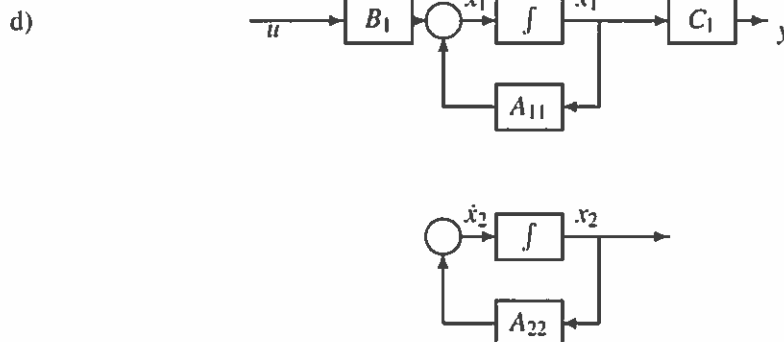 d)
u B₁ ẋ₁ ∫ x₁ C₁ y
A₁₁
ẋ₂ ∫ x₂
A₂₂